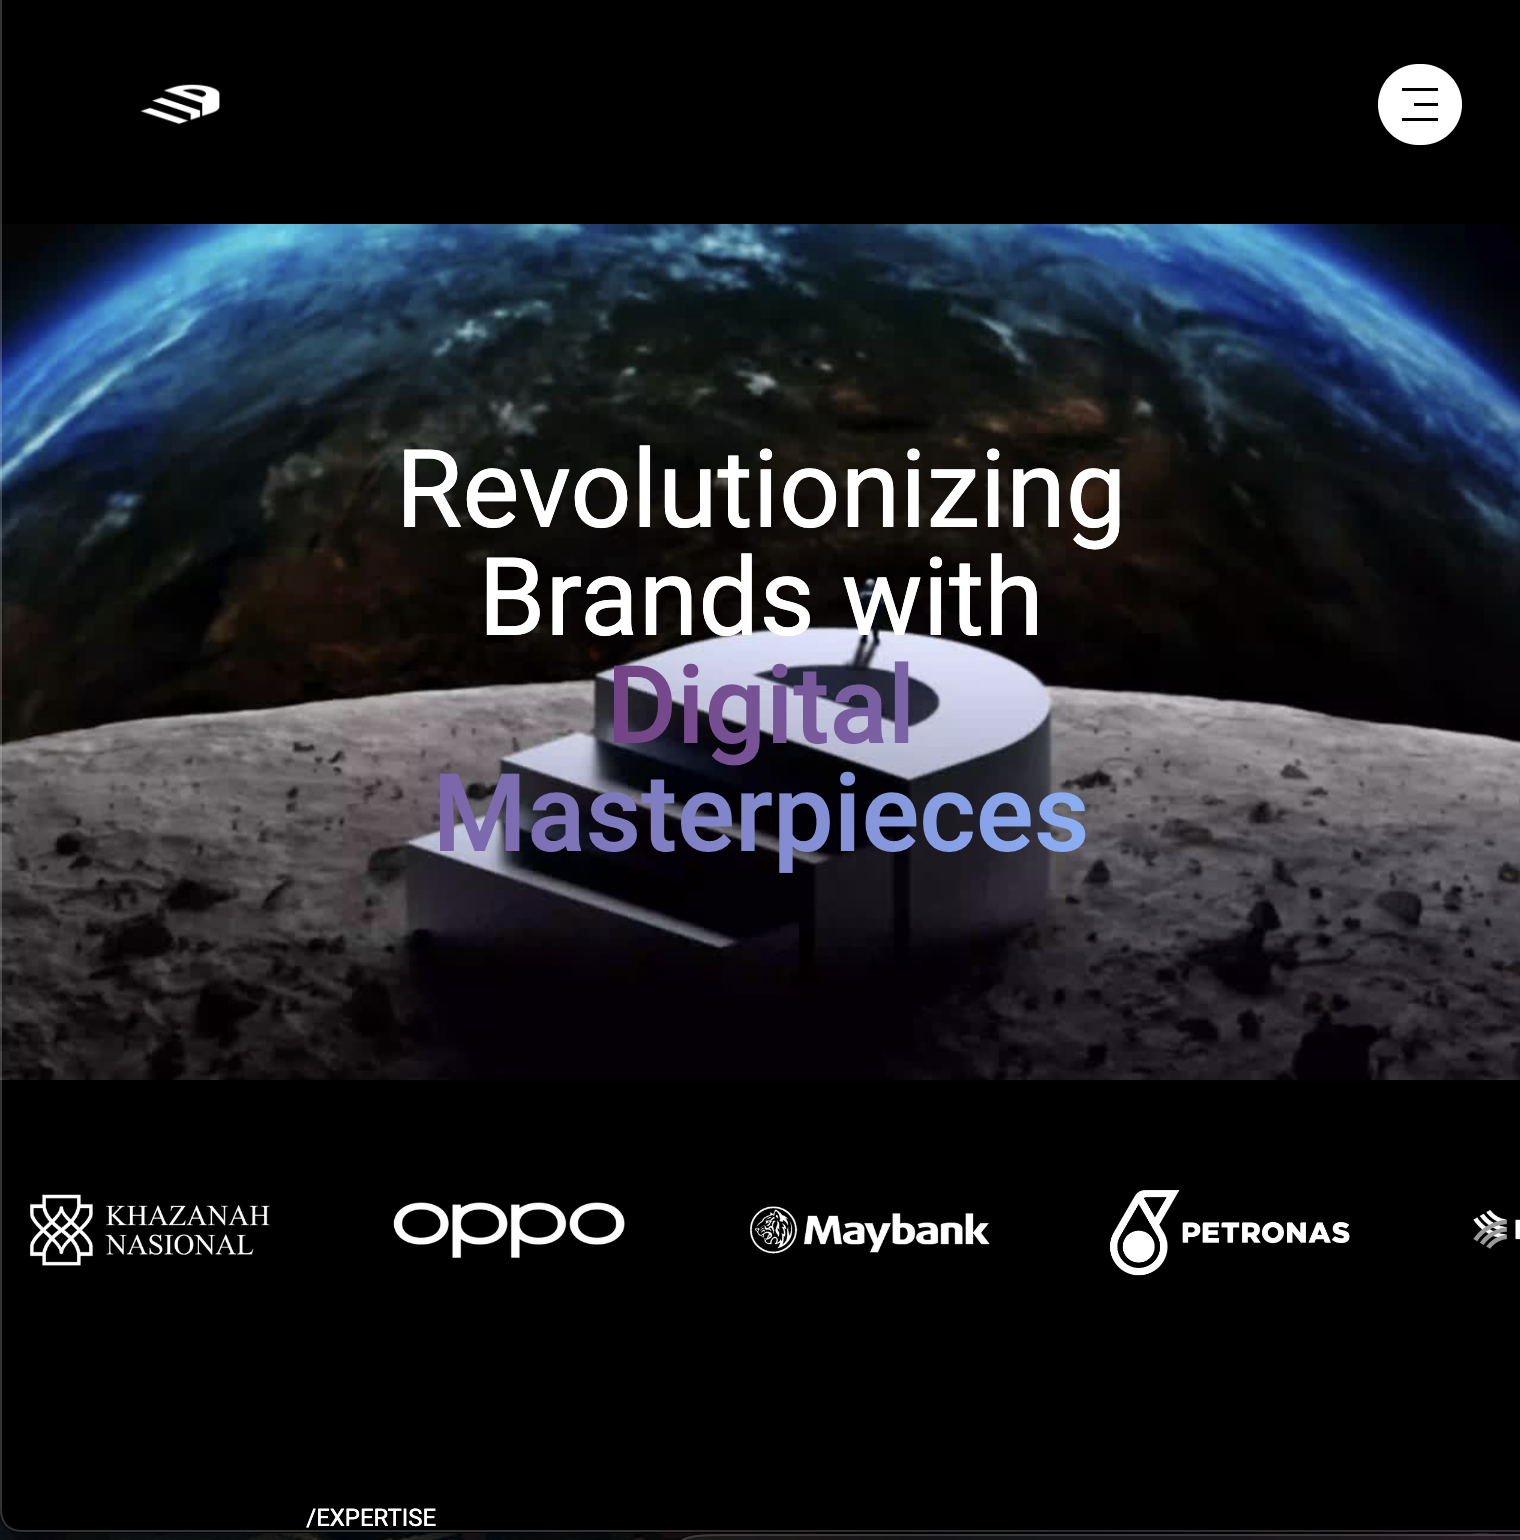 Revolutionizing
Brands with
Digital
Masterpieces
KHAZANAH
NASIONAL
oppo
Maybank
PETRONAS
/EXPERTISE